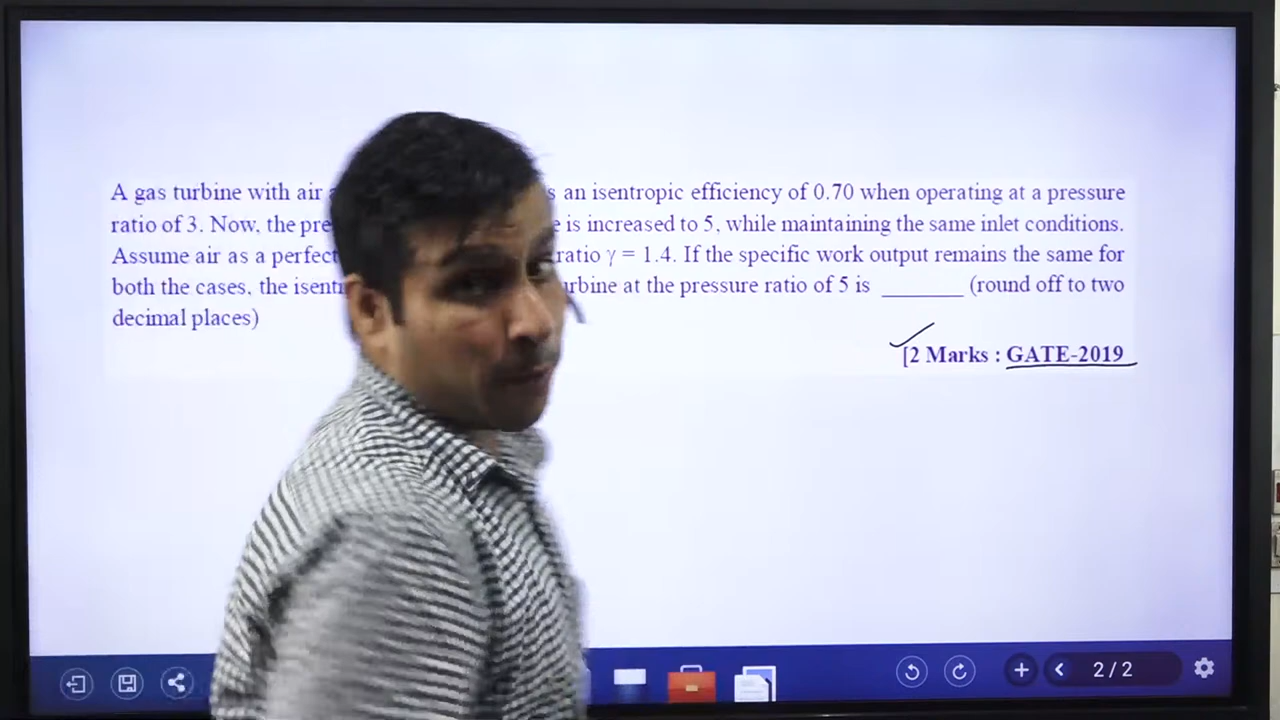 A gas turbine with air an isentropic efficiency of 0.70 when operating at a pressure
ratio of 3. Now, the is increased to 5, while maintaining the same inlet conditions.
Assume air as a perfect ratio γ = 1.4. If the specific work output remains the same for
both the cases, the at the pressure ratio of 5 is ________ (round off to two
decimal places)
[2 Marks : GATE-2019
2/2